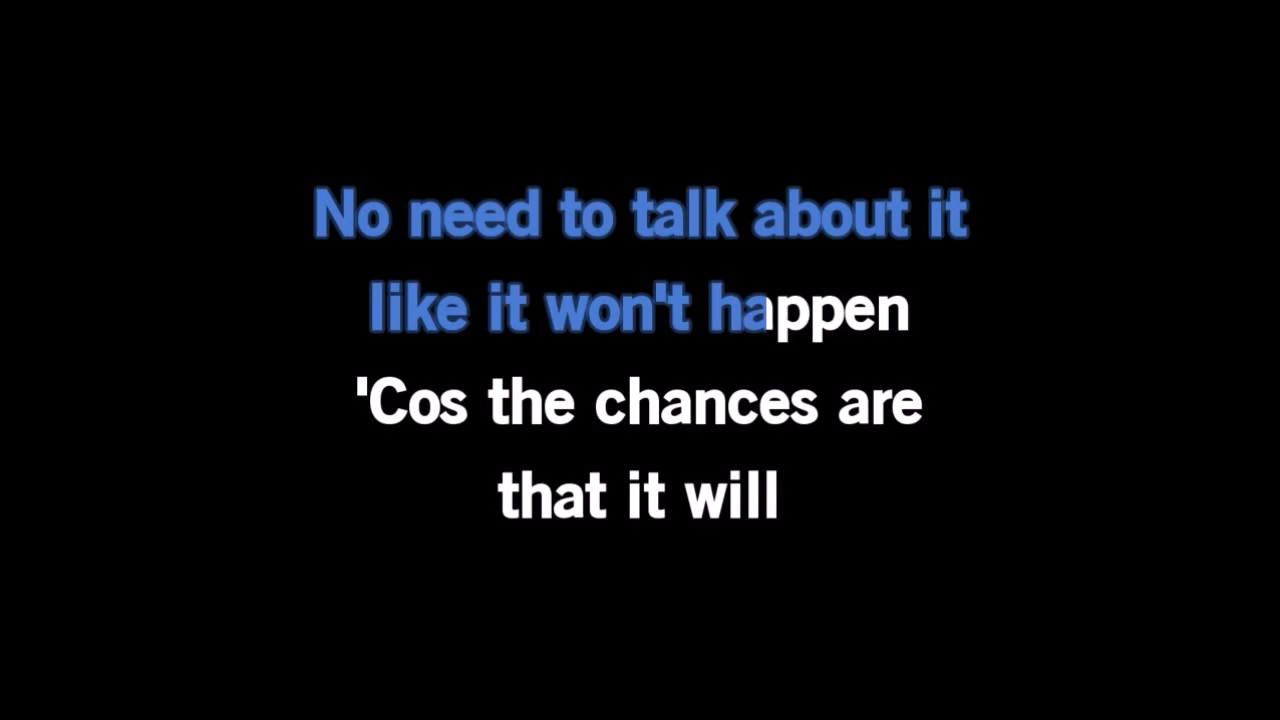 No need to talk about it
like it won't happen
'Cos the chances are
that it will